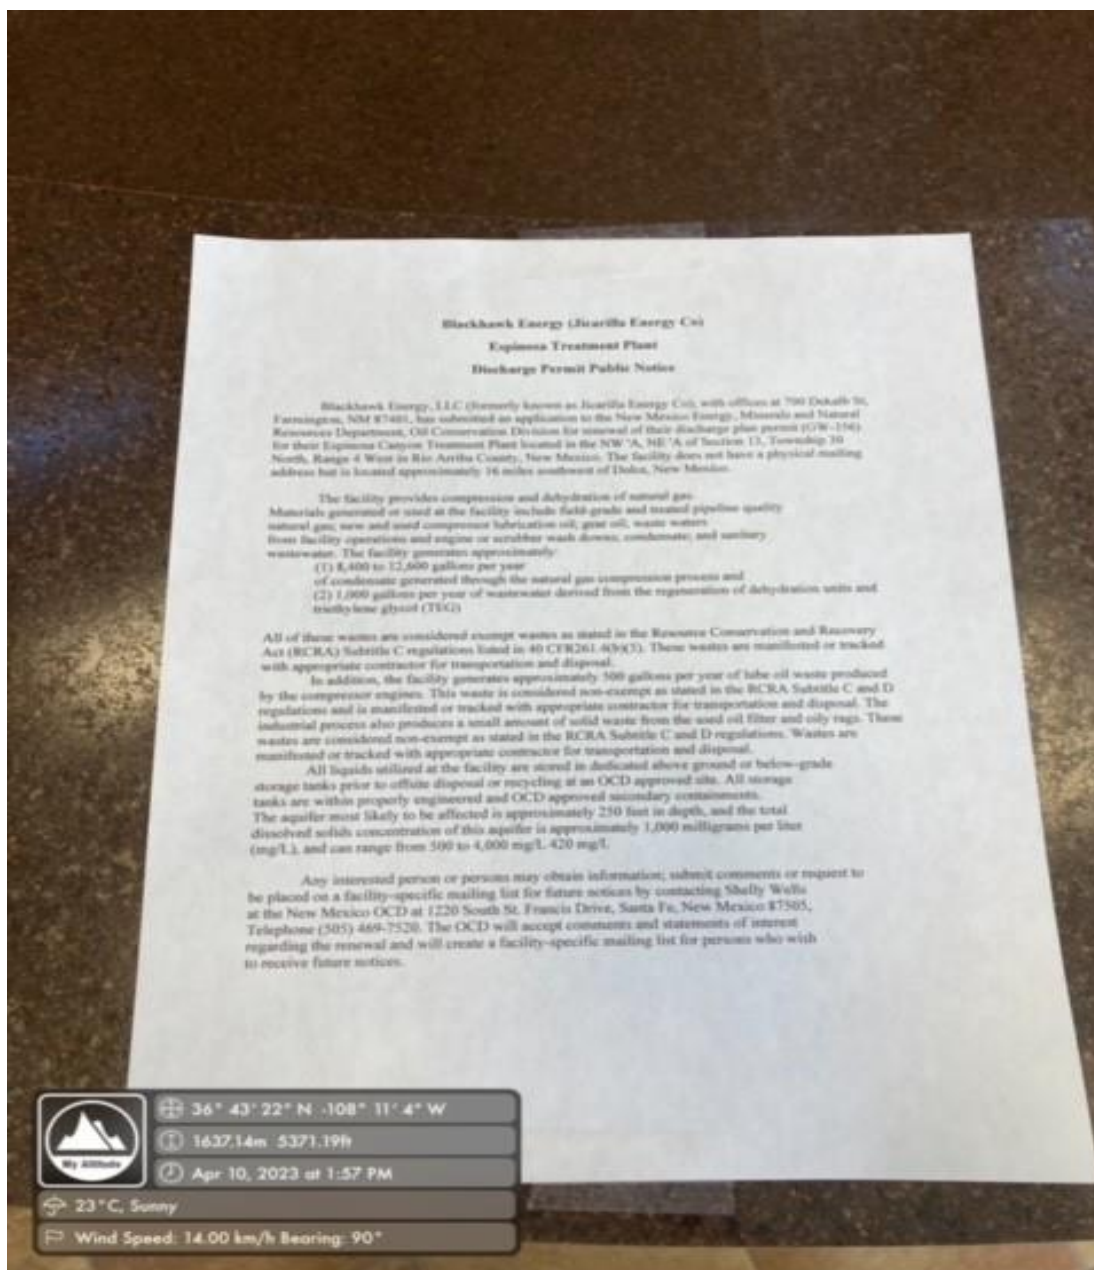 Blackhawk Energy (Jicarilla Energy Co)
Espinosa Treatment Plant
Discharge Permit Public Notice
Blackhawk Energy, LLC (formerly known as Jicarilla Energy Co), with offices at 700 Dekalb St,
Farmington, NM 87401, has submitted an application to the New Mexico Energy, Minerals and Natural
Resources Department, Oil Conservation Division for renewal of their discharge plan permit (GW-356)
for their Espinosa Canyon Treatment Plant located in the NW 'A, NE 'A of Section 13, Township 30
North, Range 4 West in Rio Arriba County, New Mexico. The facility does not have a physical mailing
address but is located approximately 16 miles southwest of Dulce, New Mexico.
The facility provides compression and dehydration of natural gas.
Materials generated or used at the facility include field-grade and treated pipeline quality
natural gas; new and used compressor lubrication oil; gear oil; waste waters
from facility operations and engine or scrubber wash downs; condensate; and sanitary
wastewater. The facility generates approximately:
(1) 8,400 to 12,600 gallons per year
of condensate generated through the natural gas compression process and
(2) 1,000 gallons per year of wastewater derived from the regeneration of dehydration units and
triethylene glycol (TEG)
All of these wastes are considered exempt wastes as stated in the Resource Conservation and Recovery
Act (RCRA) Subtitle C regulations listed in 40 CFR261.4(b)(5). These wastes are manifested or tracked
with appropriate contractor for transportation and disposal.
In addition, the facility generates approximately 500 gallons per year of lube oil waste produced
by the compressor engines. This waste is considered non-exempt as stated in the RCRA Subtitle C and D
regulations and is manifested or tracked with appropriate contractor for transportation and disposal. The
industrial process also produces a small amount of solid waste from the used oil filter and oily rags. These
wastes are considered non-exempt as stated in the RCRA Subtitle C and D regulations. Wastes are
manifested or tracked with appropriate contractor for transportation and disposal.
All liquids utilized at the facility are stored in dedicated above ground or below-grade
storage tanks prior to offsite disposal or recycling at an OCD approved site. All storage
tanks are within properly engineered and OCD approved secondary containments.
The aquifer most likely to be affected is approximately 250 feet in depth, and the total
dissolved solids concentration of this aquifer is approximately 1,000 milligrams per liter
(mg/L), and can range from 500 to 4,000 mg/L 420 mg/l.
Any interested person or persons may obtain information; submit comments or request to
be placed on a facility-specific mailing list for future notices by contacting Shelly Wells
at the New Mexico OCD at 1220 South St. Francis Drive, Santa Fe, New Mexico 87505,
Telephone (505) 469-7520. The OCD will accept comments and statements of interest
regarding the renewal and will create a facility-specific mailing list for persons who wish
to receive future notices.
36° 43' 22" N -108° 11' 4" W
1637.14m 5371.19ft
My Altitude
Apr 10, 2023 at 1:57 PM
23°C, Sunny
Wind Speed: 14.00 km/h Bearing: 90°